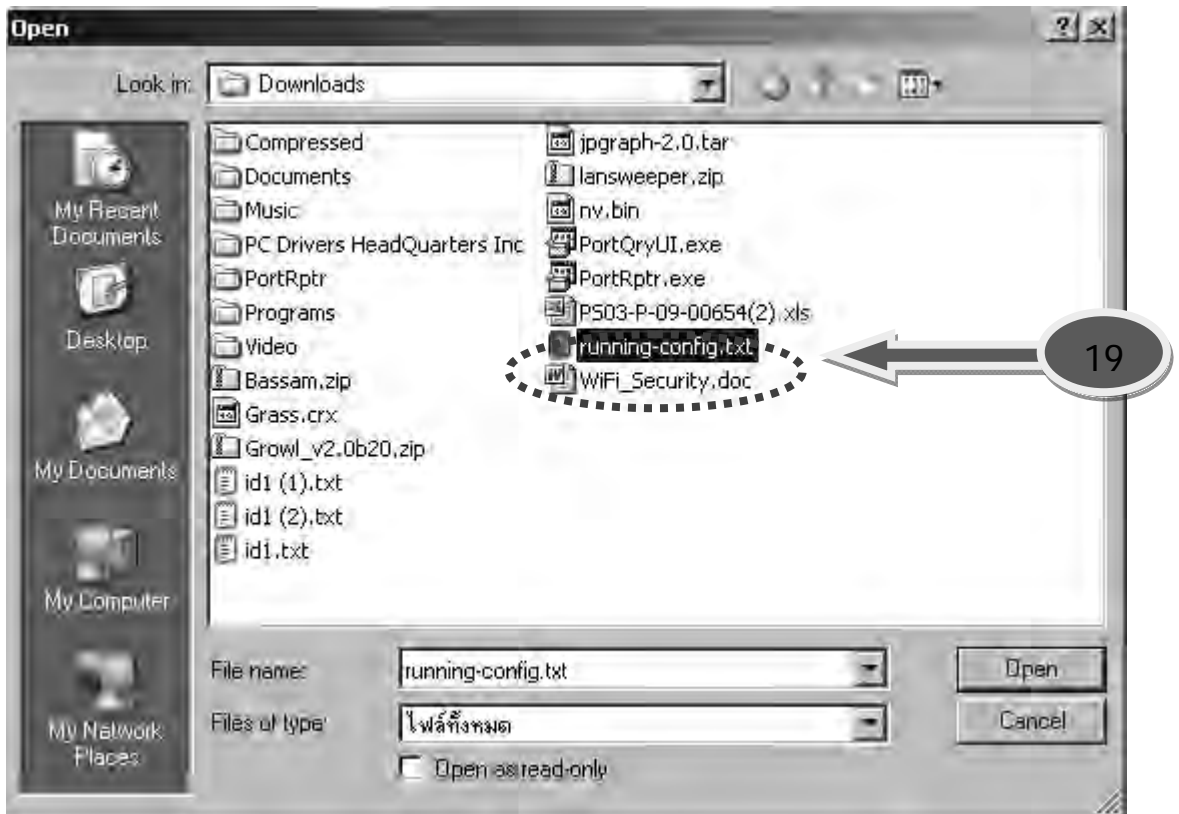 Open
Look in: Downloads
My Recent
Documents
Desktop
My Documents
My Computer
My Network
Places
Compressed
Documents
Music
PC Drivers HeadQuarters Inc
PortRptr
Programs
Video
Bassam.zip
Grass.crx
Growl_v2.0b20.zip
id1 (1).txt
id1 (2).txt
id1.txt
jpgraph-2.0.tar
lansweeper.zip
nv.bin
PortQryUI.exe
PortRptr.exe
PS03-P-09-00654(2).xls
running-config.txt
WiFi_Security.doc
19
File name: running-config.txt Open
Files of type: ไฟล์ทั้งหมด Cancel
Open as read-only